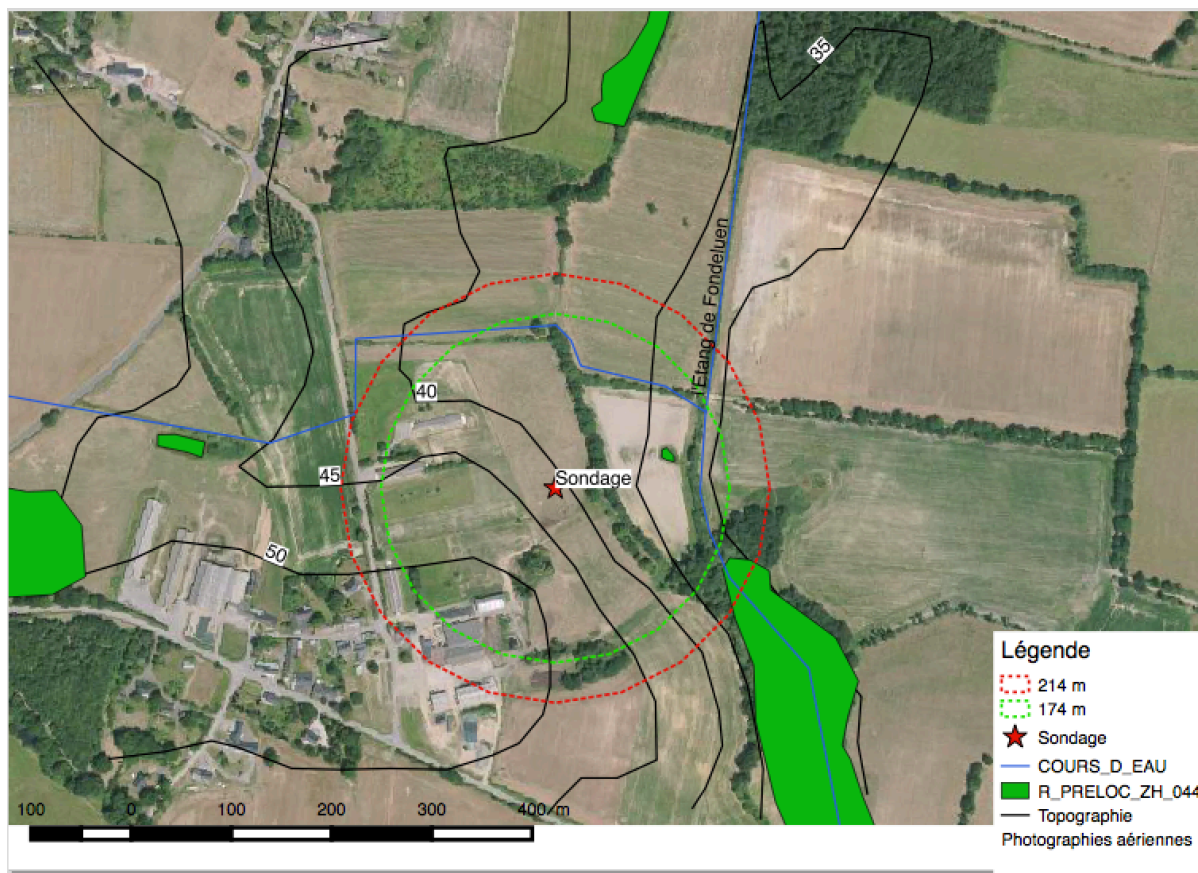 35
l'Etang de Fondeluen
40
Sondage
45
50
Légende
214 m
174 m
Sondage
COURS_D_EAU
R_PRELOC_ZH_044
Topographie
Photographies aériennes
100 0 100 200 300 400 m